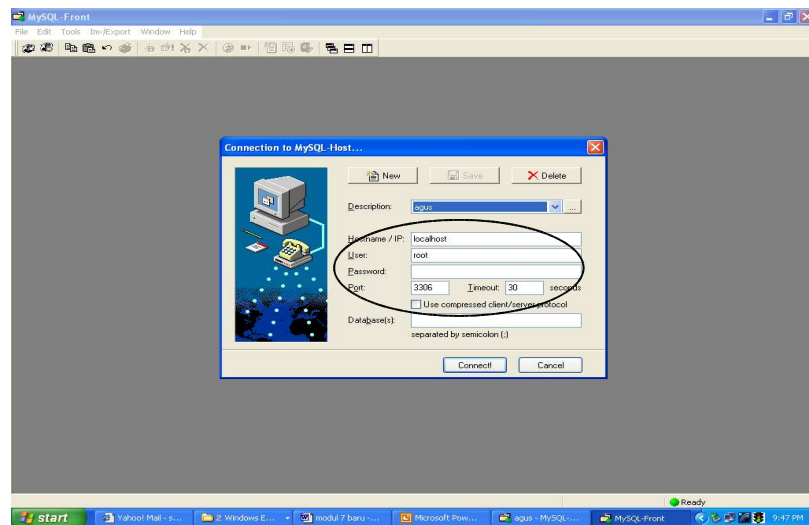 MySQL-Front
File Edit Tools Im-/Export Window Help
Connection to MySQL-Host...
New Save Delete
Description: agus ...
Hostname / IP: localhost
User: root
Password:
Port: 3306 Timeout: 30 seconds
Use compressed client/server protocol
Database(s):
separated by semicolon (;)
Connect! Cancel
Ready
start Yahoo! Mail - s... 2 Windows E... modul 7 baru -... Microsoft Pow... agus - MySQL-... MySQL-Front 9:47 PM